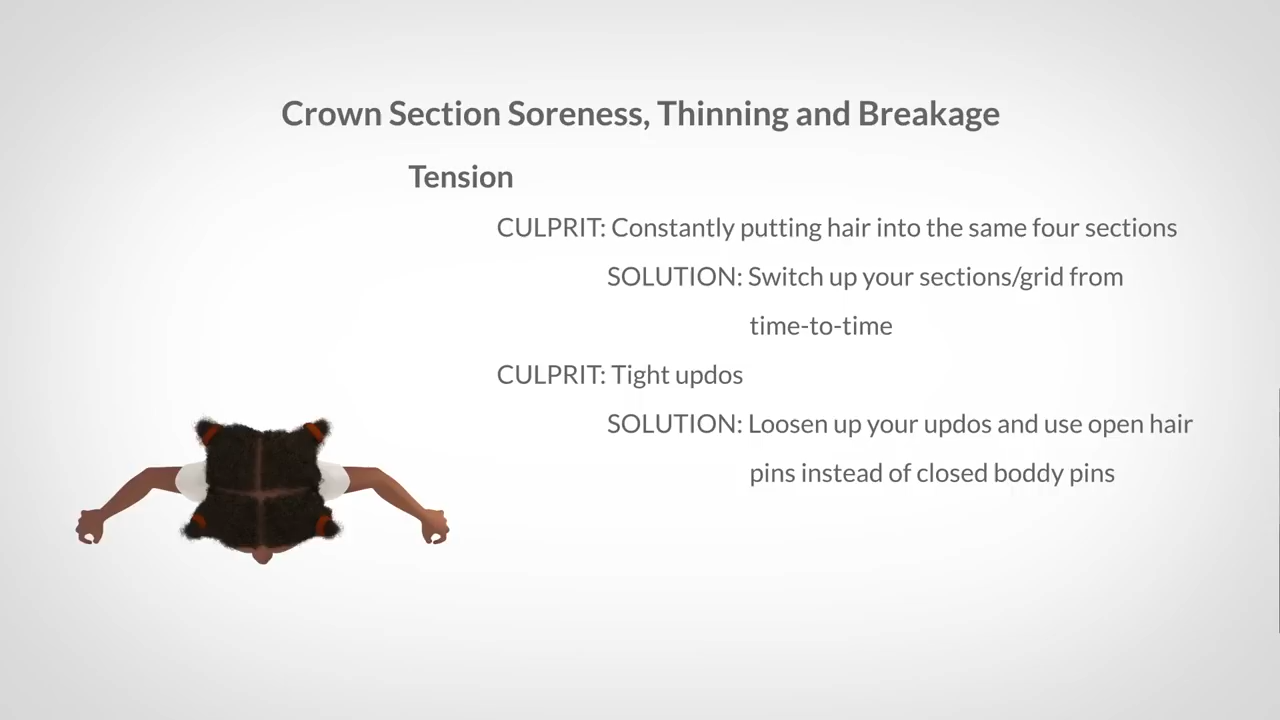 Crown Section Soreness, Thinning and Breakage
Tension
CULPRIT: Constantly putting hair into the same four sections
SOLUTION: Switch up your sections/grid from
time-to-time
CULPRIT: Tight updos
SOLUTION: Loosen up your updos and use open hair
pins instead of closed boddy pins